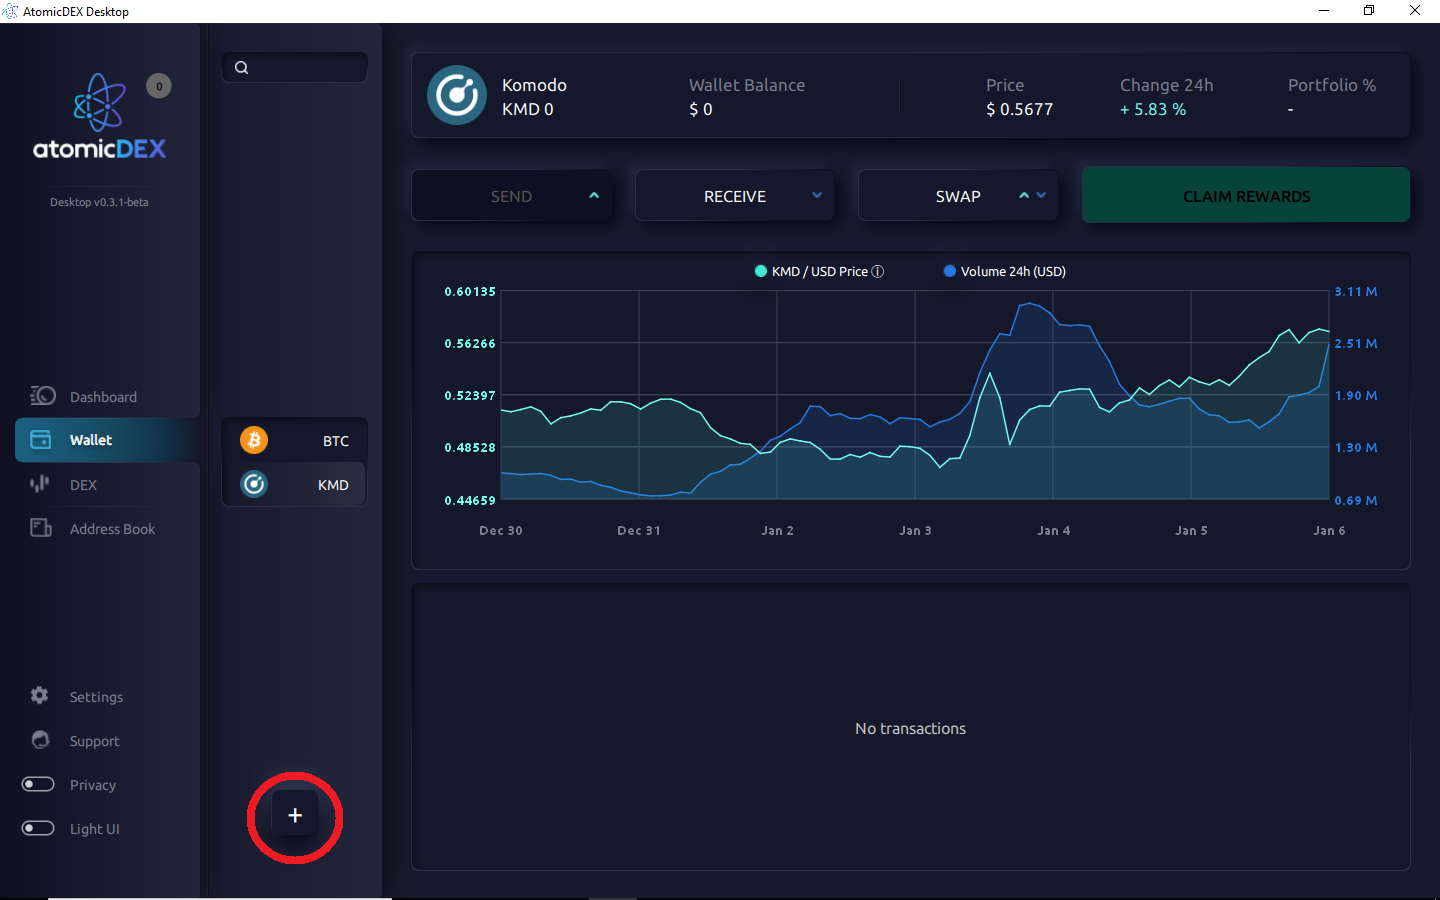 AtomicDEX Desktop
0
atomicDEX
Desktop v0.3.1-beta
Dashboard
Wallet
DEX
Address Book
Settings
Support
Privacy
Light UI
BTC
KMD
+
Komodo
KMD 0
Wallet Balance
$ 0
Price
$ 0.5677
Change 24h
+ 5.83 %
Portfolio %
-
SEND
RECEIVE
SWAP
CLAIM REWARDS
KMD / USD Price ⓘ
Volume 24h (USD)
0.60135
0.56266
0.52397
0.48528
0.44659
3.11 M
2.51 M
1.90 M
1.30 M
0.69 M
Dec 30
Dec 31
Jan 2
Jan 3
Jan 4
Jan 5
Jan 6
No transactions